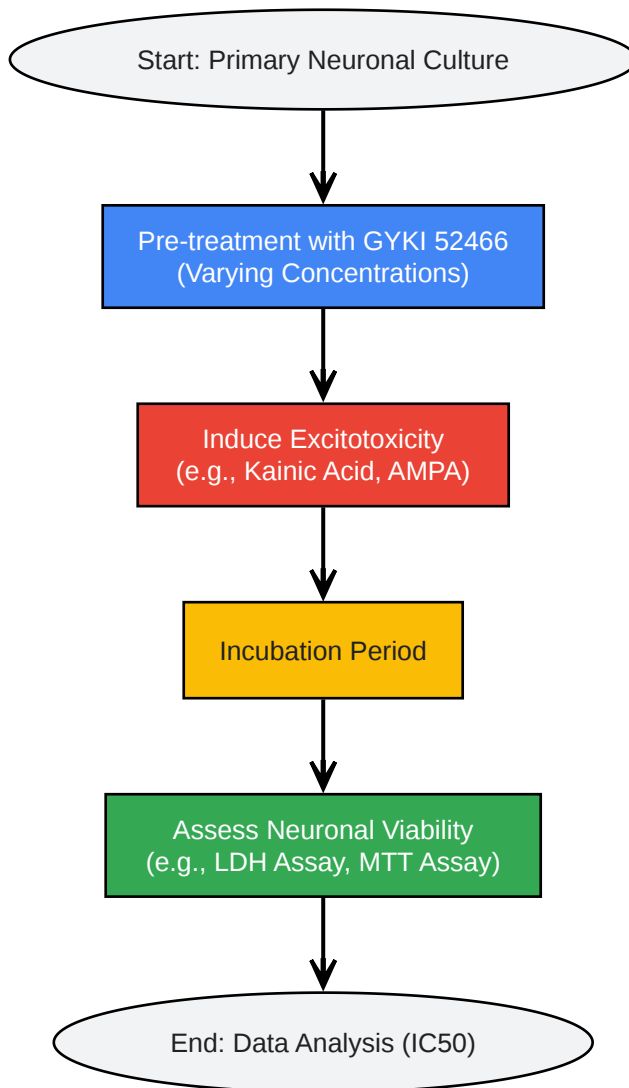 Start: Primary Neuronal Culture
Pre-treatment with GYKI 52466
(Varying Concentrations)
Induce Excitotoxicity
(e.g., Kainic Acid, AMPA)
Incubation Period
Assess Neuronal Viability
(e.g., LDH Assay, MTT Assay)
End: Data Analysis (IC50)